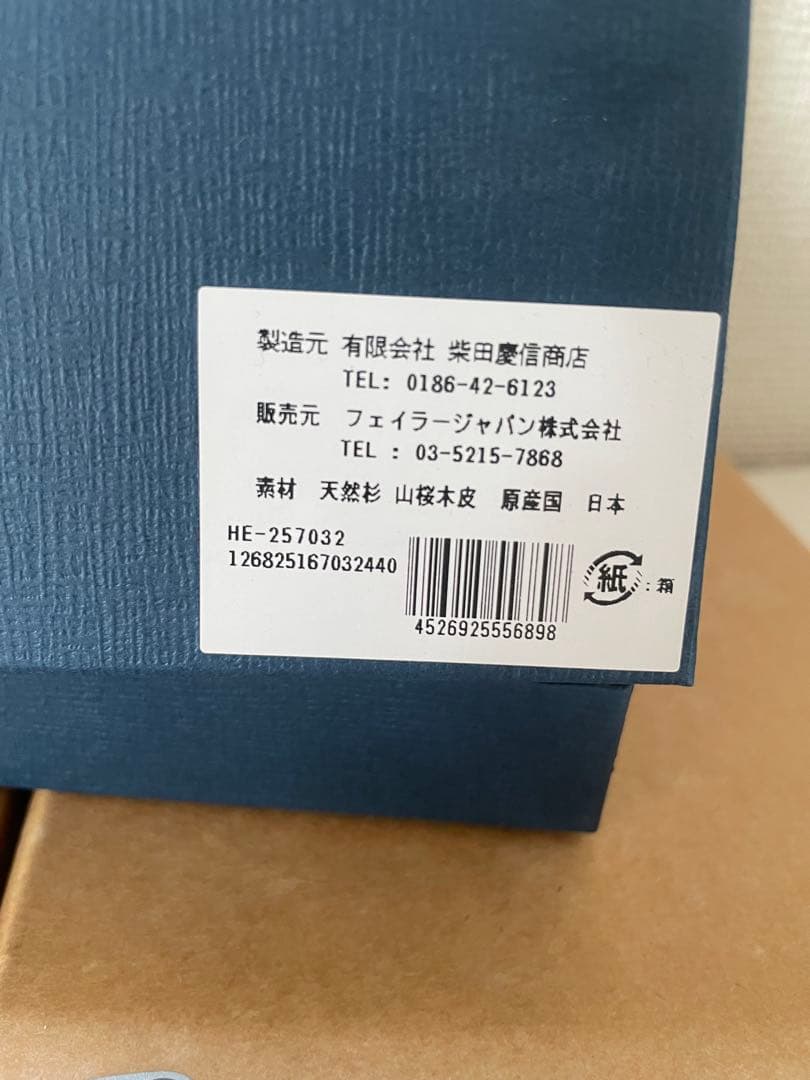 製造元 有限会社 柴田慶信商店
TEL: 0186-42-6123
販売元 フェイラージャパン株式会社
TEL : 03-5215-7868
素材 天然杉 山桜木皮 原産国 日本
HE-257032
126825167032440
4526925556898
紙 : 箱